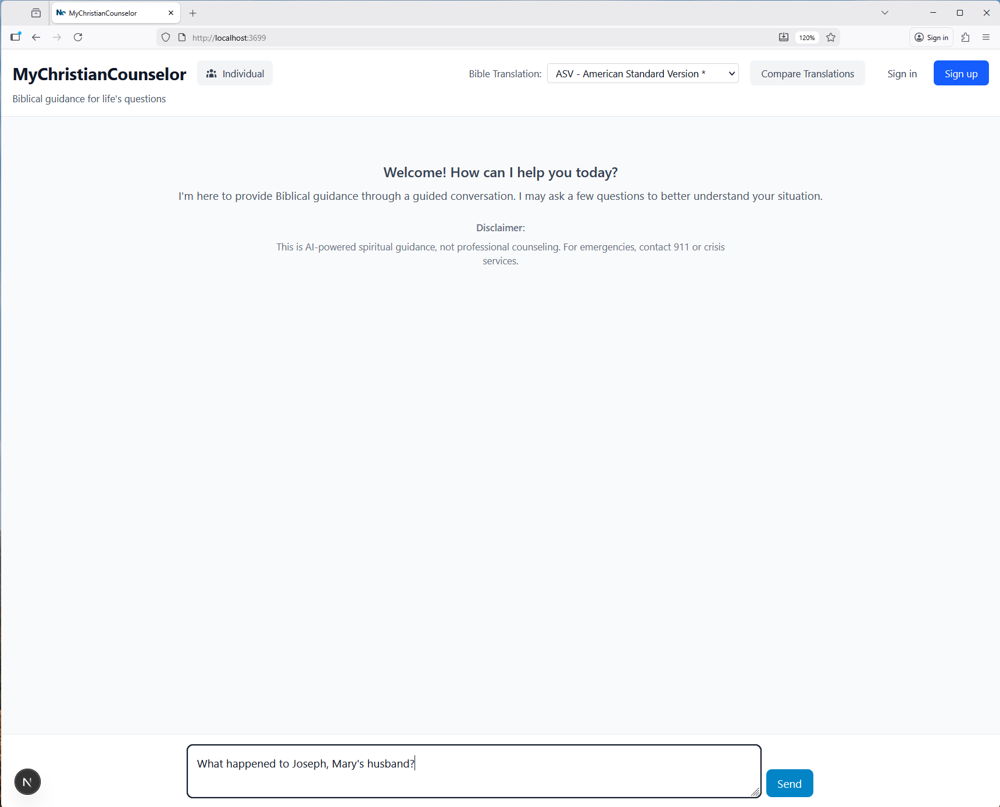 MyChristianCounselor
http://localhost:3699
120%
Sign in
MyChristianCounselor
Individual
Bible Translation:
ASV - American Standard Version *
Compare Translations
Sign in
Sign up
Biblical guidance for life's questions
Welcome! How can I help you today?
I'm here to provide Biblical guidance through a guided conversation. I may ask a few questions to better understand your situation.
Disclaimer:
This is AI-powered spiritual guidance, not professional counseling. For emergencies, contact 911 or crisis
services.
What happened to Joseph, Mary's husband?
Send
N